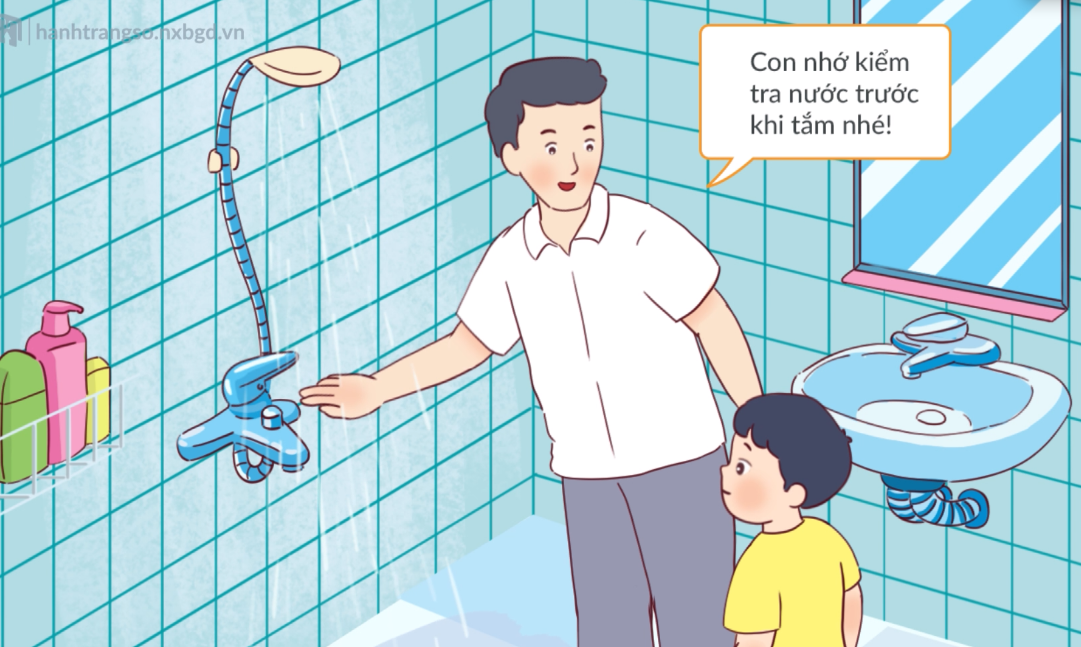 hanhtrangso.nxbgd.vn
Con nhớ kiểm
tra nước trước
khi tắm nhé!